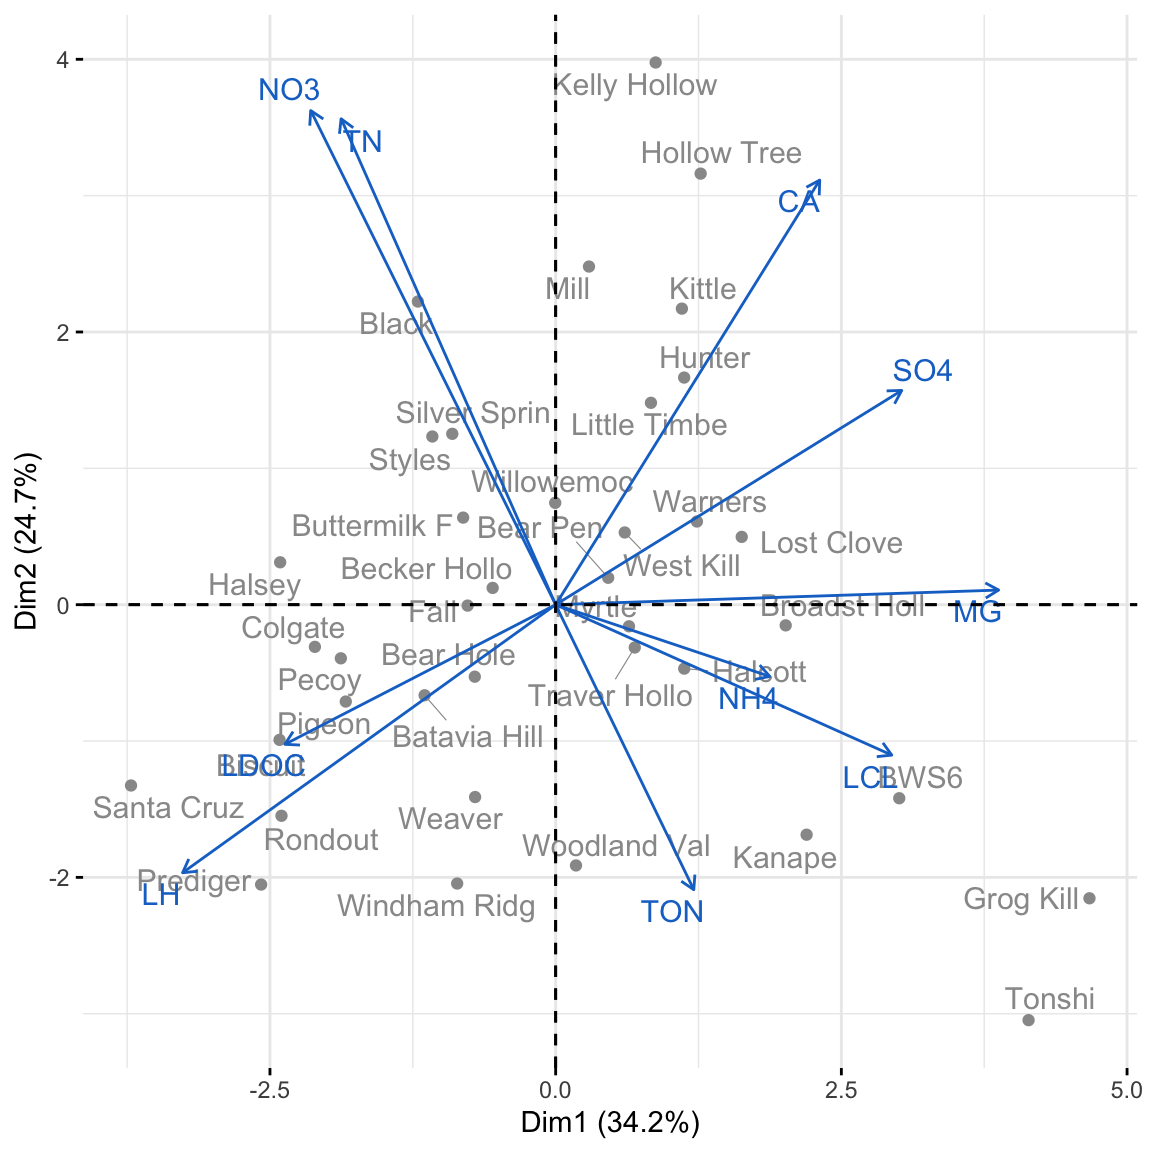 4
NO3
Kelly Hollow
TN
Hollow Tree
CA
Mill
Kittle
2
Black
Hunter
SO4
Silver Sprin
Little Timbe
Styles
Willowemoc
Warners
Buttermilk F
Bear Pen
Lost Clove
Becker Hollo
West Kill
Halsey
Dim2 (24.7%)
0
Fall
Myrtle
Broadst Holl
MG
Colgate
Bear Hole
Halsott
Pecoy
Traver Hollo
NH4
Pigeon
Batavia Hill
Biscuit
LDOC
LCL
BWS6
Santa Cruz
Weaver
Rondout
Woodland Val
Kanape
-2
Prediger
LH
Windham Ridg
TON
Grog Kill
Tonshi
-2.5
0.0
2.5
5.0
Dim1 (34.2%)